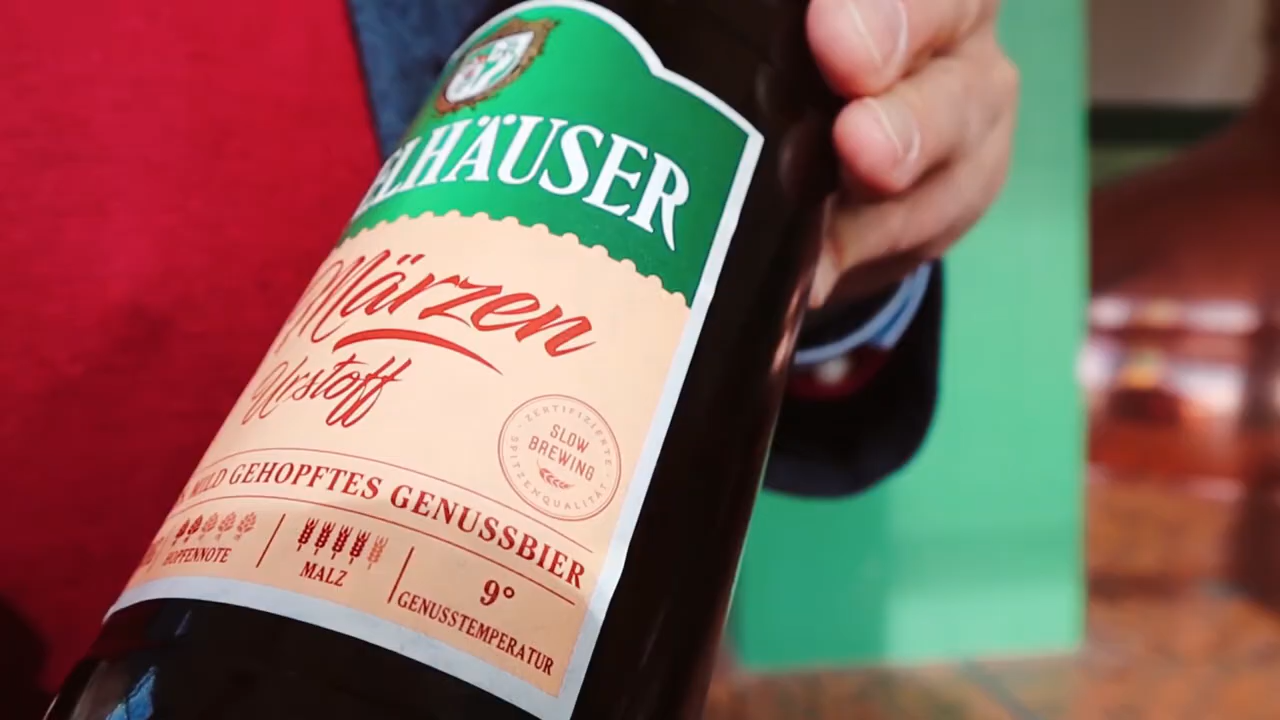 ELHÄUSER
Märzen
Urstoff
ZERTIFIZIERTE
SLOW
BREWING
SPITZENQUALITÄT
MILD GEHOPFTES GENUSSBIER
HOPFENNOTE
MALZ
9°
GENUSSTEMPERATUR